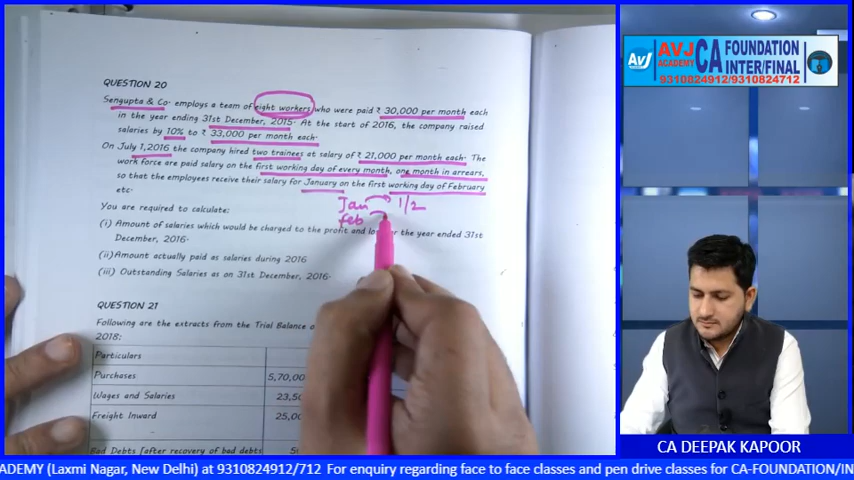 QUESTION 20
Sengupta & Co. employs a team of eight workers who were paid ₹ 30,000 per month each
in the year ending 31st December, 2015. At the start of 2016, the company raised
salaries by 10% to ₹ 33,000 per month each.
On July 1,2016 the company hired two trainees at salary of ₹ 21,000 per month each. The
work force are paid salary on the first working day of every month, one month in arrears,
so that the employees receive their salary for January on the first working day of February
etc.
Jan 1/2
feb
You are required to calculate:
(i) Amount of salaries which would be charged to the profit and the year ended 31st
December, 2016.
(ii) Amount actually paid as salaries during 2016
(iii) Outstanding Salaries as on 31st December, 2016.
QUESTION 21
Following are the extracts from the Trial Balance
2018:
Particulars
Purchases 5,70,00
Wages and Salaries 23,50
Freight Inward 25,00
Bad Debts [after recovery of bad debts
AVJ
AVJ
ACADEMY
CA FOUNDATION
INTER/FINAL
9310824912/9310824712
CA DEEPAK KAPOOR
ADEMY (Laxmi Nagar, New Delhi) at 9310824912/712 For enquiry regarding face to face classes and pen drive classes for CA-FOUNDATION/IN